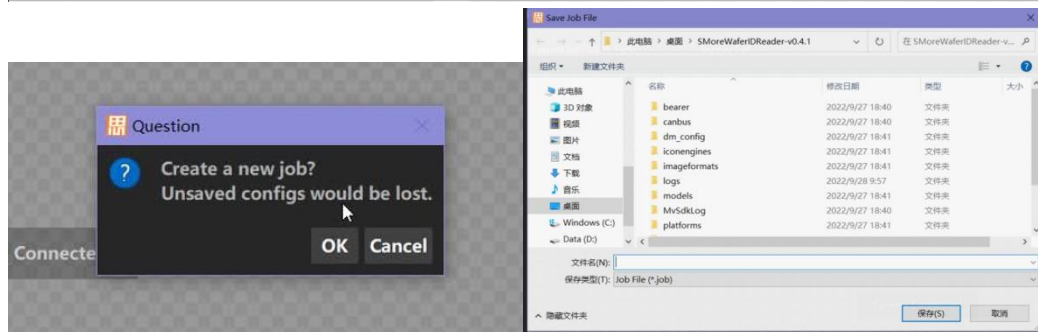 Question
Create a new job?
Unsaved configs would be lost.
OK Cancel
Connecte
Save Job File
此电脑 › 桌面 › SMoreWaferIDReader-v0.4.1
在 SMoreWaferIDReader-v...
组织 新建文件夹
此电脑
3D 对象
视频
图片
文档
下载
音乐
桌面
Windows (C:)
Data (D:)
名称 修改日期 类型 大小
bearer 2022/9/27 18:40 文件夹
canbus 2022/9/27 18:40 文件夹
dm_config 2022/9/27 18:41 文件夹
iconengines 2022/9/27 18:41 文件夹
imageformats 2022/9/27 18:41 文件夹
logs 2022/9/28 9:57 文件夹
models 2022/9/27 18:41 文件夹
MvSdkLog 2022/9/27 18:40 文件夹
platforms 2022/9/27 18:41 文件夹
文件名(N):
保存类型(T): Job File (*.job)
隐藏文件夹
保存(S) 取消